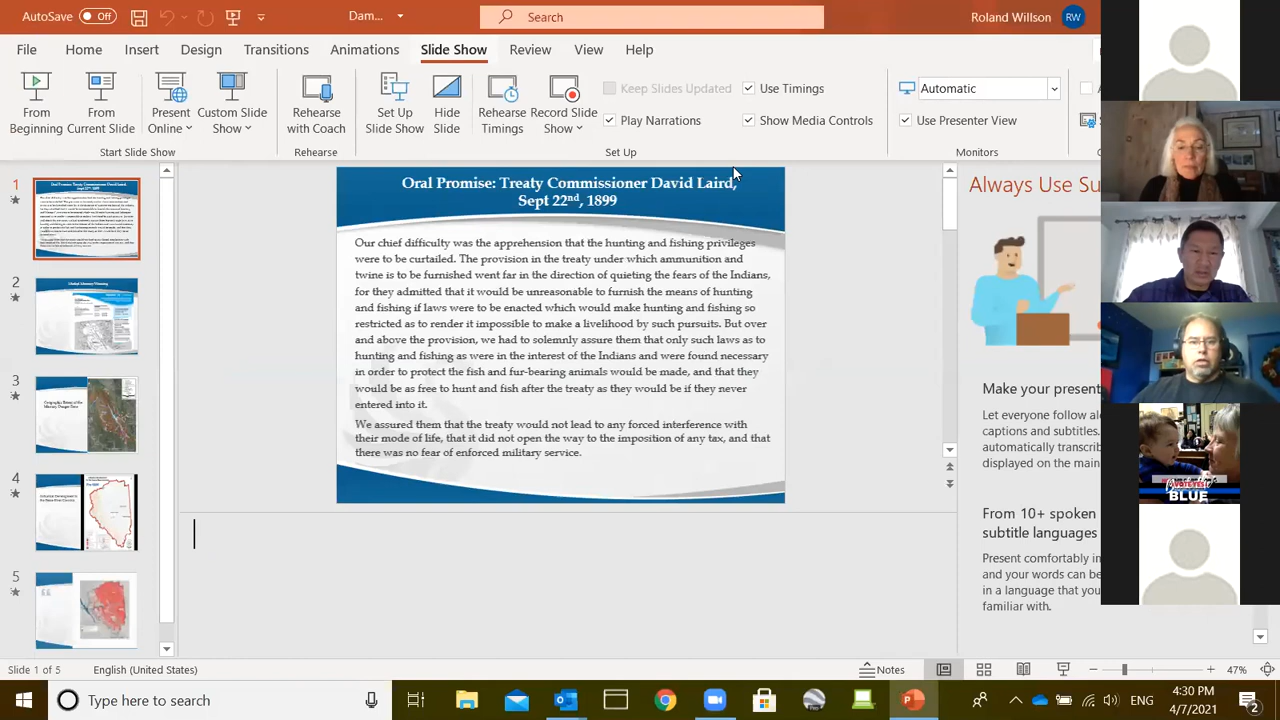 AutoSave Off Dam... Search Roland Willson RW
File Home Insert Design Transitions Animations Slide Show Review View Help
From Beginning
From Current Slide
Present Online
Custom Slide Show
Start Slide Show
Rehearse with Coach
Rehearse
Set Up Slide Show
Hide Slide
Rehearse Timings
Record Slide Show
Keep Slides Updated
Play Narrations
Use Timings
Show Media Controls
Set Up
Automatic
Use Presenter View
Monitors
1
2
3
4
5
Oral Promise: Treaty Commissioner David Laird,
Sept 22nd, 1899
Our chief difficulty was the apprehension that the hunting and fishing privileges
were to be curtailed. The provision in the treaty under which ammunition and
twine is to be furnished went far in the direction of quieting the fears of the Indians,
for they admitted that it would be unreasonable to furnish the means of hunting
and fishing if laws were to be enacted which would make hunting and fishing so
restricted as to render it impossible to make a livelihood by such pursuits. But over
and above the provision, we had to solemnly assure them that only such laws as to
hunting and fishing as were in the interest of the Indians and were found necessary
in order to protect the fish and fur-bearing animals would be made, and that they
would be as free to hunt and fish after the treaty as they would be if they never
entered into it.
We assured them that the treaty would not lead to any forced interference with
their mode of life, that it did not open the way to the imposition of any tax, and that
there was no fear of enforced military service.
Always Use Su
Make your present
Let everyone follow al
captions and subtitles.
automatically transcrib
displayed on the main
From 10+ spoken
subtitle languages
Present comfortably in
and your words can be
in a language that you
familiar with.
BLUE
Slide 1 of 5 English (United States) Notes 47%
Type here to search ENG 4:30 PM
4/7/2021 2